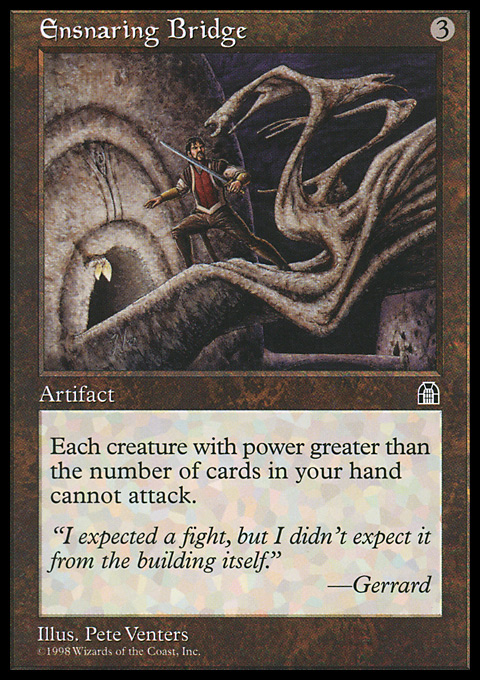 Ensnaring Bridge
3
Artifact
Each creature with power greater than
the number of cards in your hand
cannot attack.
“I expected a fight, but I didn’t expect it
from the building itself.”
—Gerrard
Illus. Pete Venters
©1998 Wizards of the Coast, Inc.